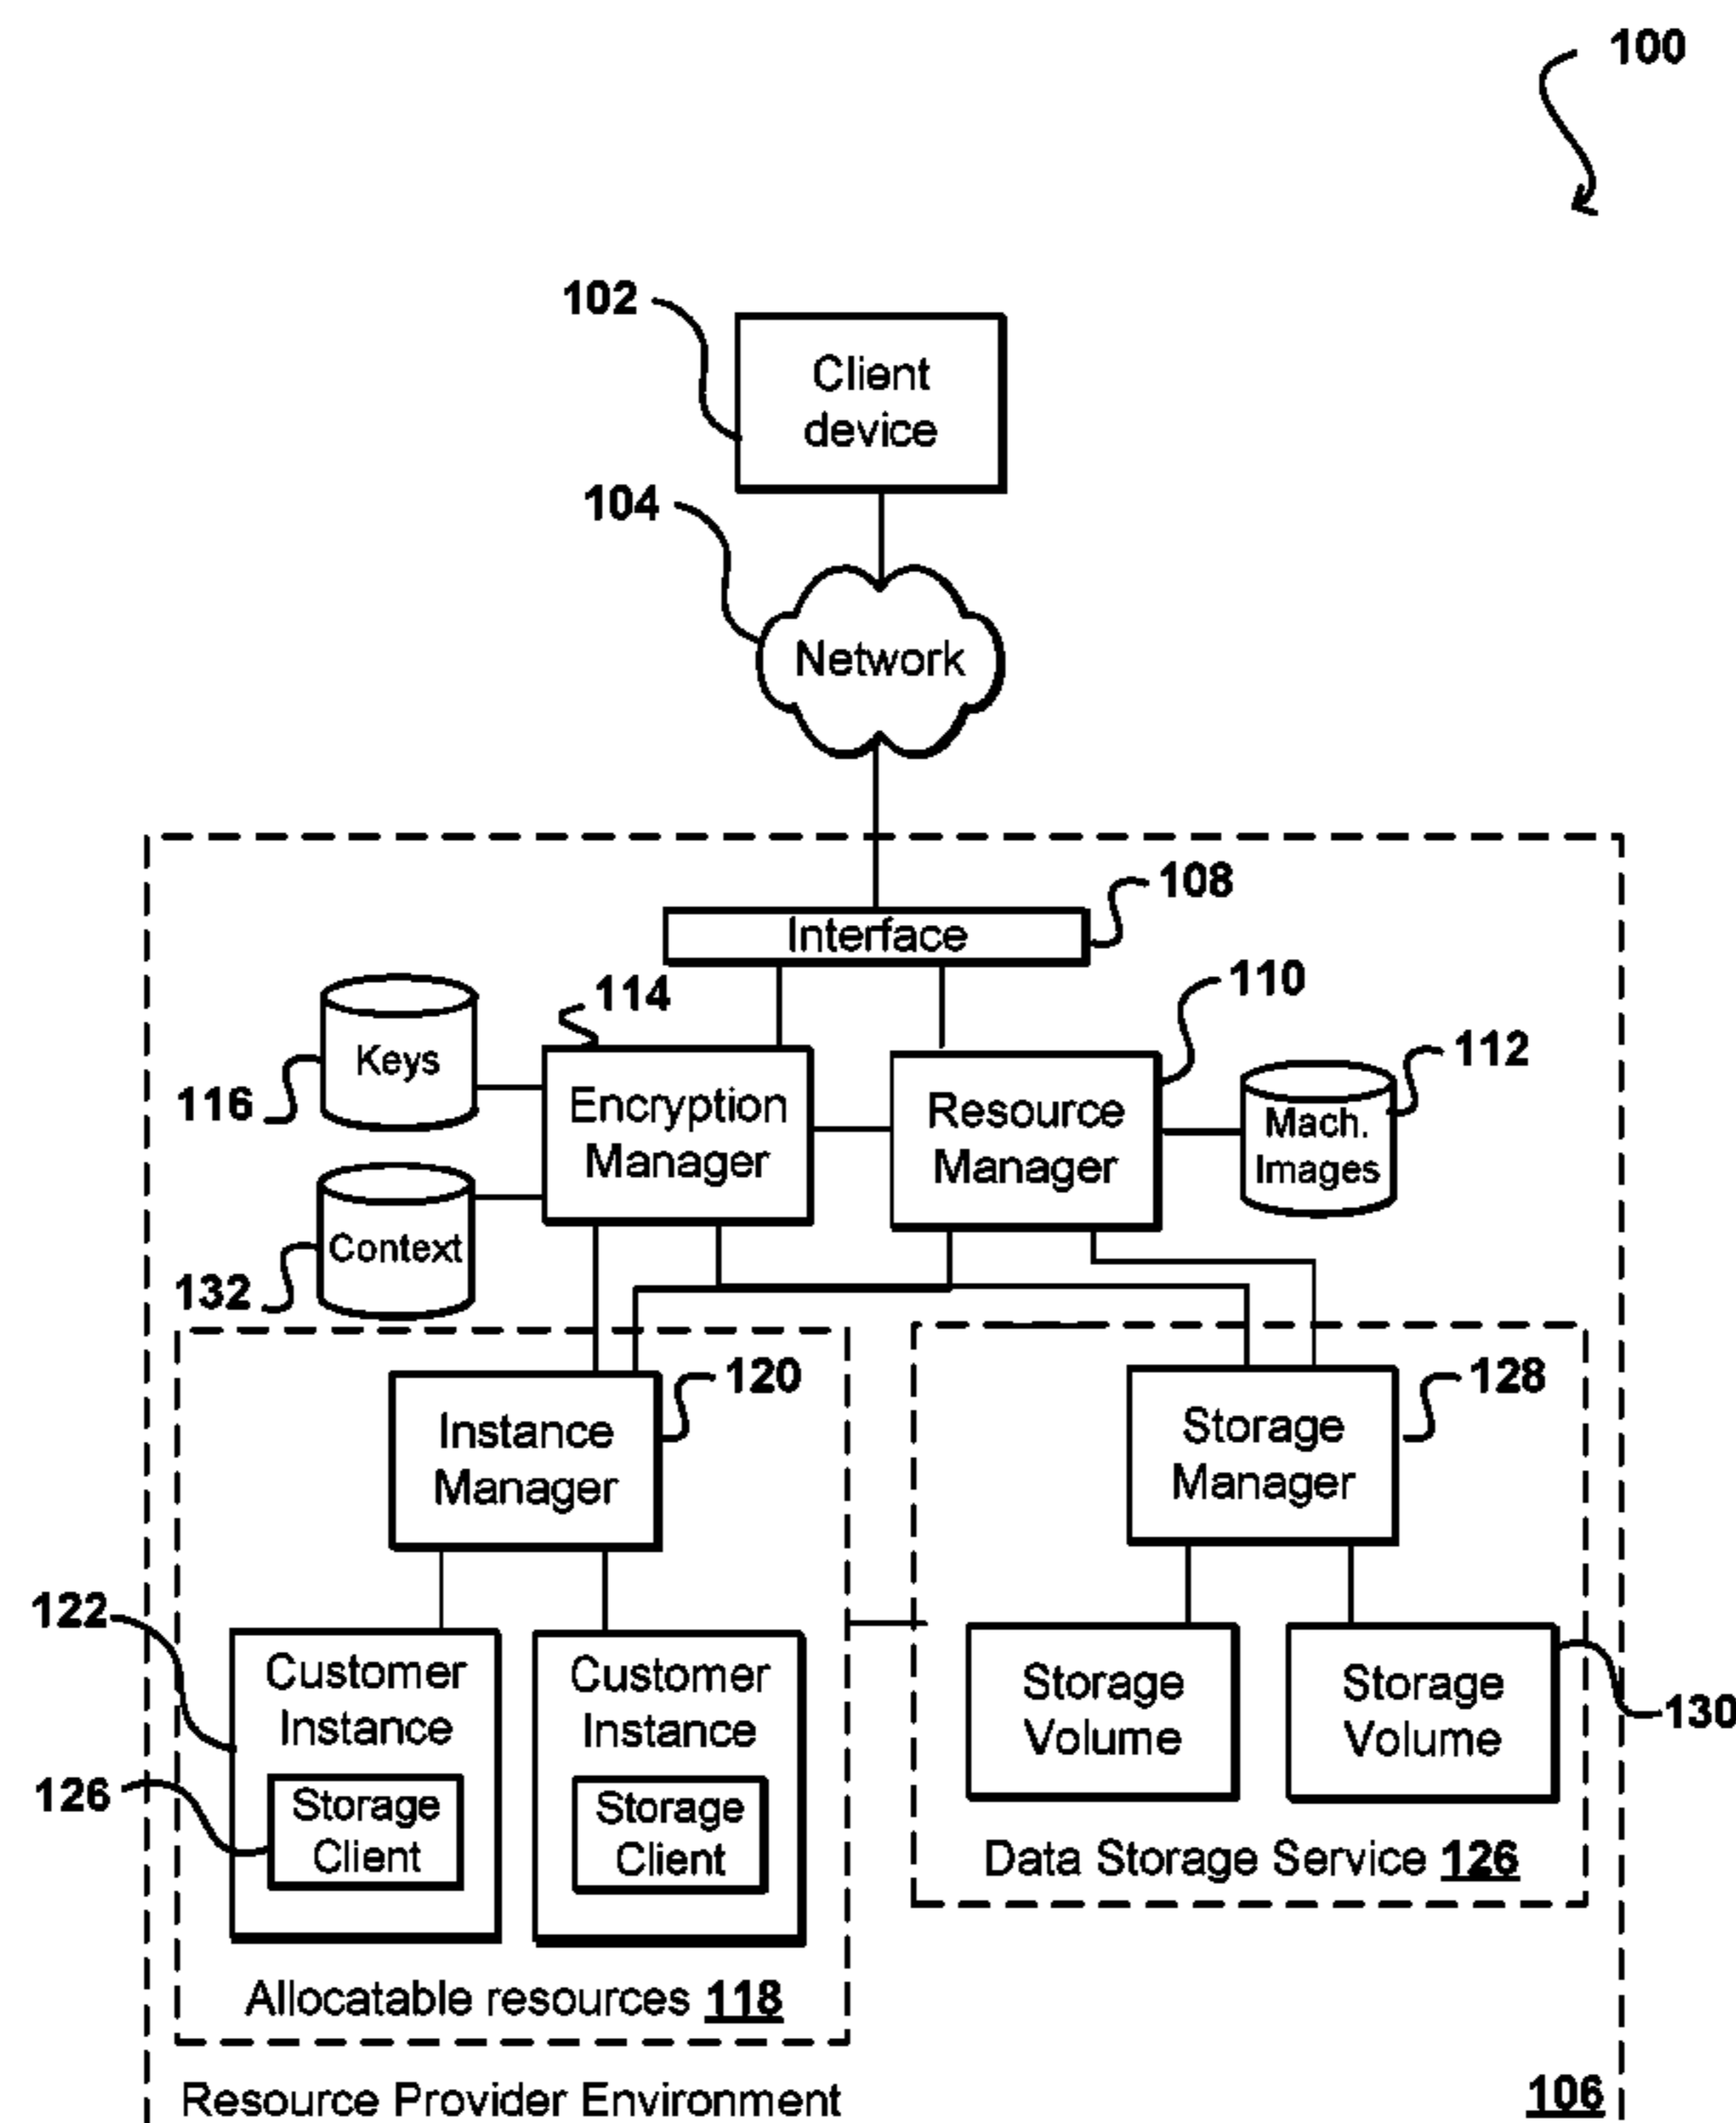 100
102
Client
device
104
Network
108
Interface
114
110
Keys
116
Encryption
Manager
Resource
Manager
112
Mach.
Images
Context
132
120
Instance
Manager
128
Storage
Manager
122
Customer
Instance
Customer
Instance
126
Storage
Client
Storage
Client
Storage
Volume
Storage
Volume
130
Data Storage Service 126
Allocatable resources 118
Resource Provider Environment
106